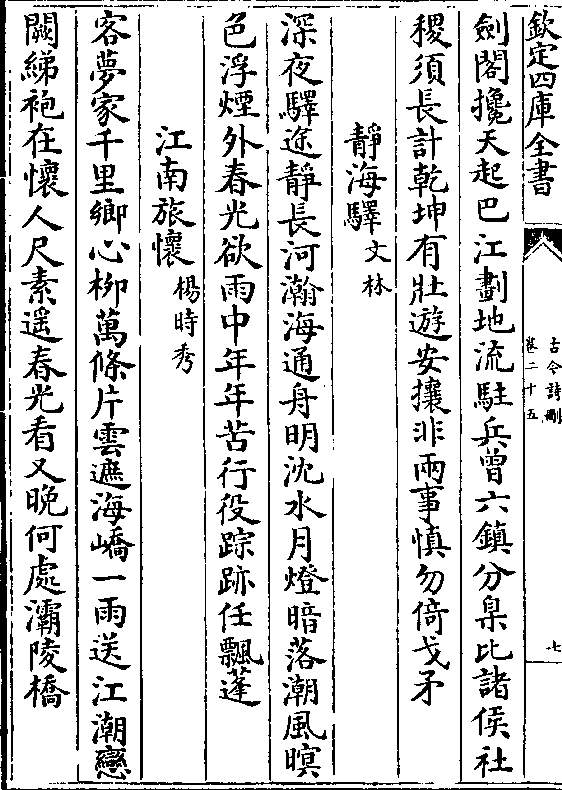 欽定四庫全書
古今詩刪
卷二十五
七
劍閣攙天起巴江劃地流駐兵曽六鎮分臬比諸侯社
稷須長計乾坤有壯遊安攘非兩事慎勿倚戈矛
靜海驛 文林
深夜驛途靜長河瀚海通舟明沈水月燈暗落潮風暝
色浮煙外春光欲雨中年年苦行役踪跡任飄蓬
江南旅懷 楊時秀
客夢家千里鄉心柳萬條片雲遮海嶠一雨送江潮戀
闕綈袍在懷人尺素遥春光看又晚何處灞陵橋